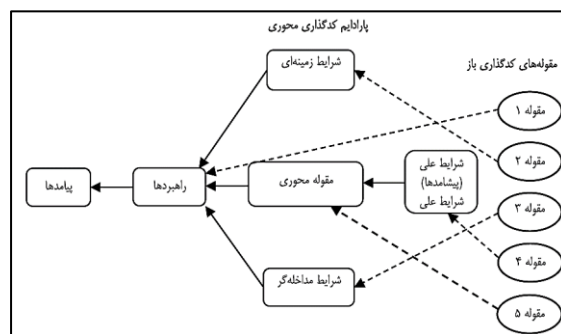 پارادایم کدگذاری محوری
مقوله‌های کدگذاری باز
شرایط زمینه‌ای
مقوله ۱
مقوله ۲
شرایط علی
(پیشامدها)
شرایط علی
مقوله محوری
راهبردها
پیامدها
مقوله ۳
مقوله ۴
شرایط مداخله‌گر
مقوله ۵